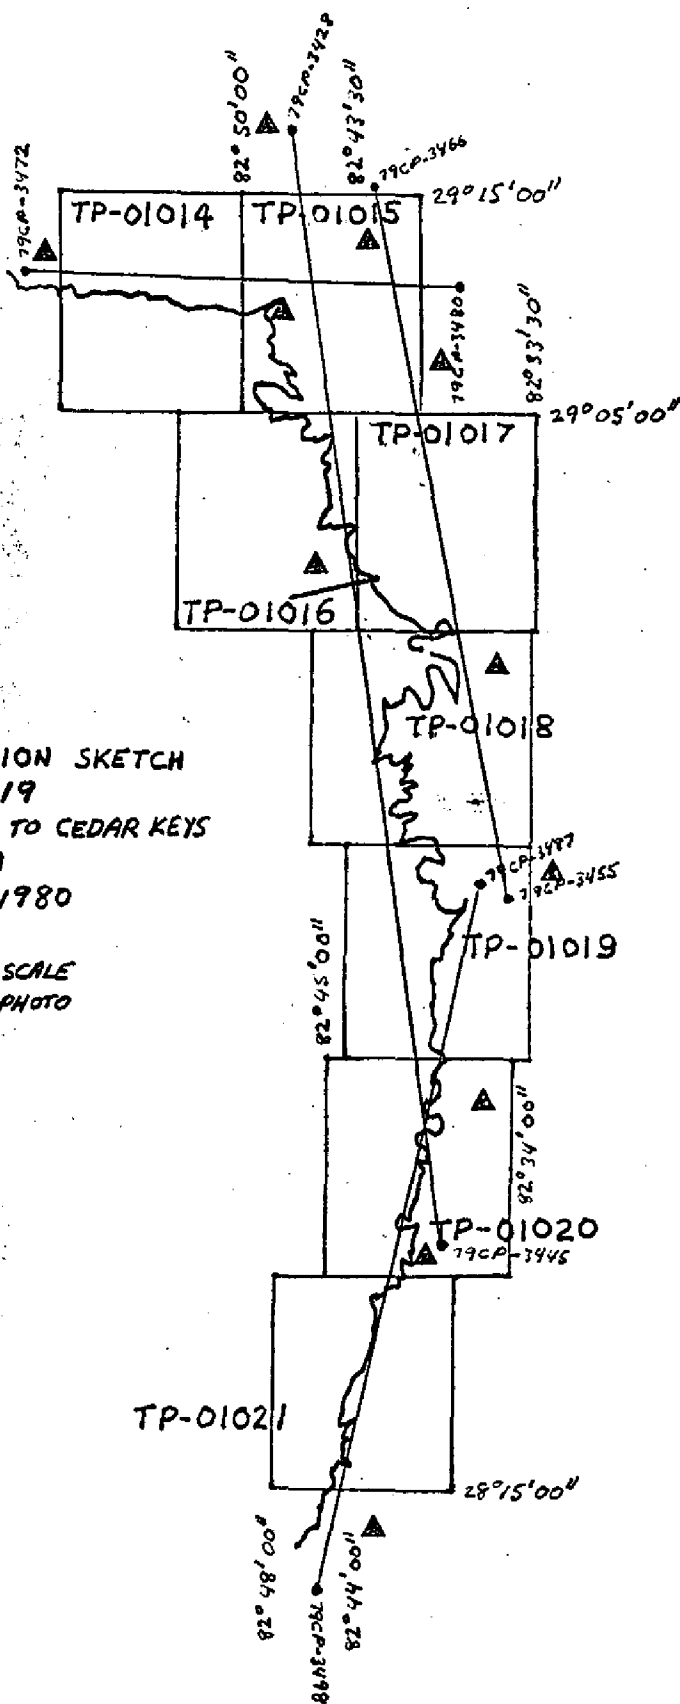 79CP-3428
82°50'00"
82°43'30"
79CP-3466
79CP-3472
29°15'00"
TP-01014
TP-01015
79CP-3480
82°33'30"
29°05'00"
TP-01017
TP-01016
TP-01018
ION SKETCH
19
TO CEDAR KEYS
1980
SCALE
PHOTO
79CP-3487
79CP-3455
TP-01019
82°45'00"
82°34'00"
TP-01020
79CP-3445
TP-01021
28°15'00"
82°48'00"
82°44'00"
79CP-3498